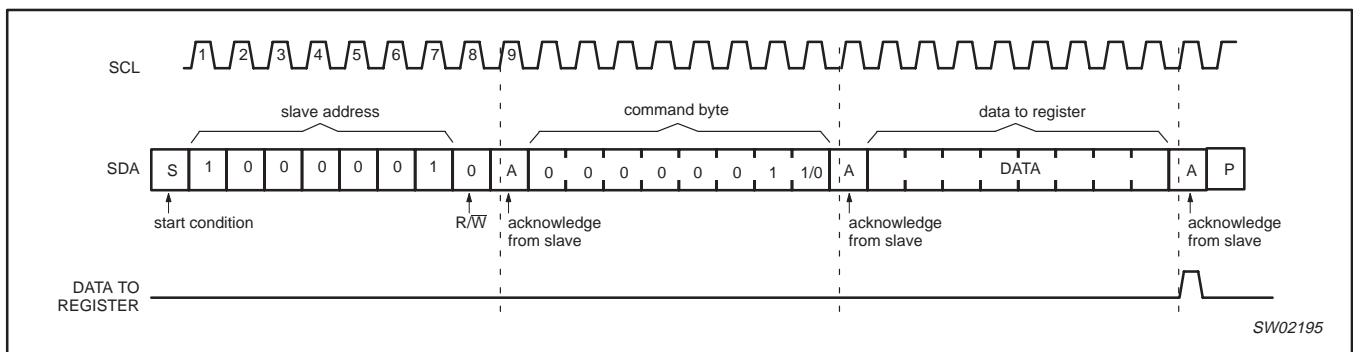 SCL 1 2 3 4 5 6 7 8 9
slave address command byte data to register
SDA S 1 0 0 0 0 0 1 0 A 0 0 0 0 0 0 1 1/0 A DATA A P
start condition R/W̅ acknowledge from slave acknowledge from slave acknowledge from slave
DATA TO
REGISTER
SW02195